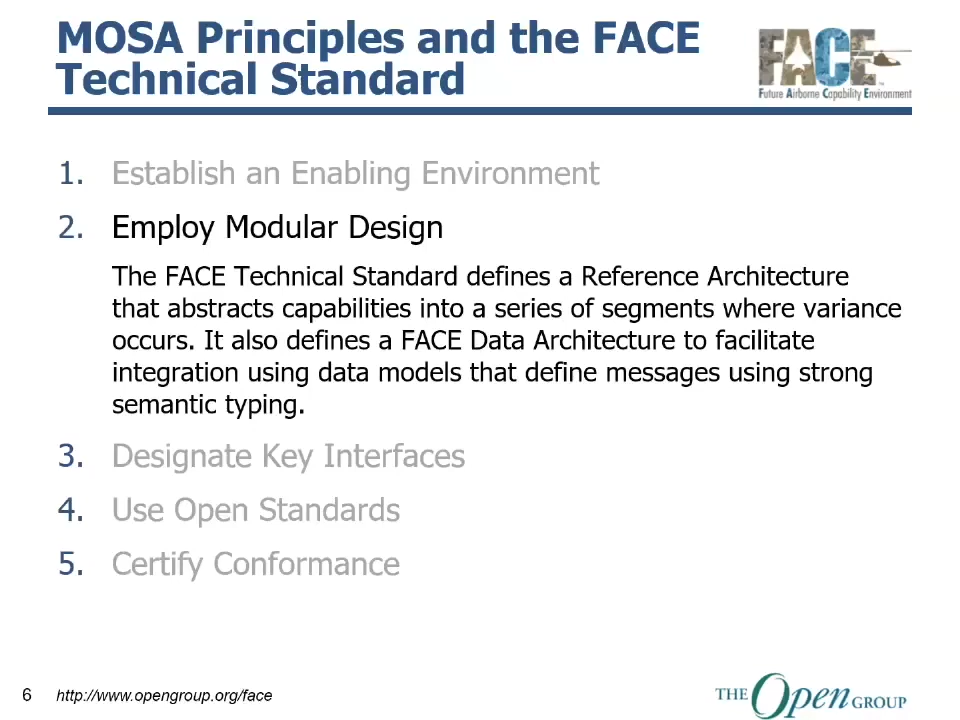 MOSA Principles and the FACE
Technical Standard
FACE
Future Airborne Capability Environment
1. Establish an Enabling Environment
2. Employ Modular Design
The FACE Technical Standard defines a Reference Architecture
that abstracts capabilities into a series of segments where variance
occurs. It also defines a FACE Data Architecture to facilitate
integration using data models that define messages using strong
semantic typing.
3. Designate Key Interfaces
4. Use Open Standards
5. Certify Conformance
6 http://www.opengroup.org/face
THE Open GROUP